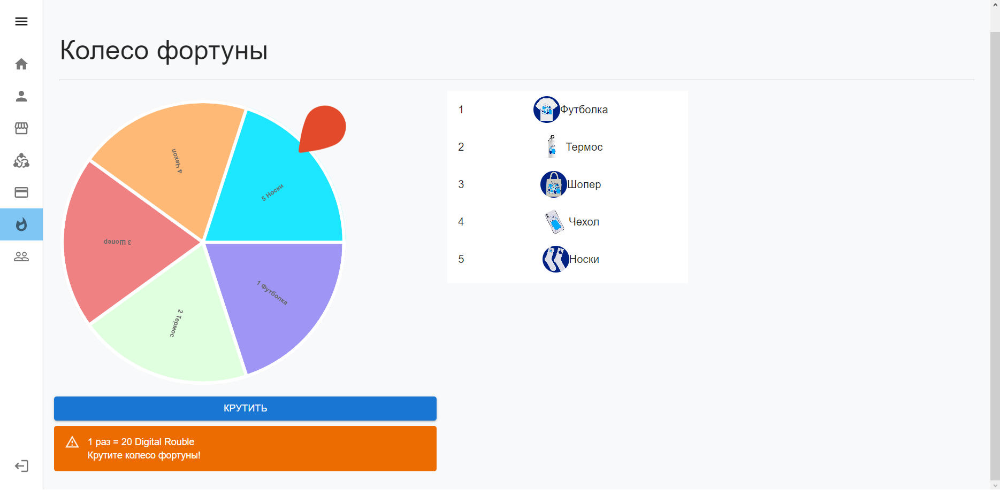 Колесо фортуны
4 Чехол
5 Носки
3 Шопер
1 Футболка
2 Термос
1 Футболка
2 Термос
3 Шопер
4 Чехол
5 Носки
КРУТИТЬ
1 раз = 20 Digital Rouble
Крутите колесо фортуны!